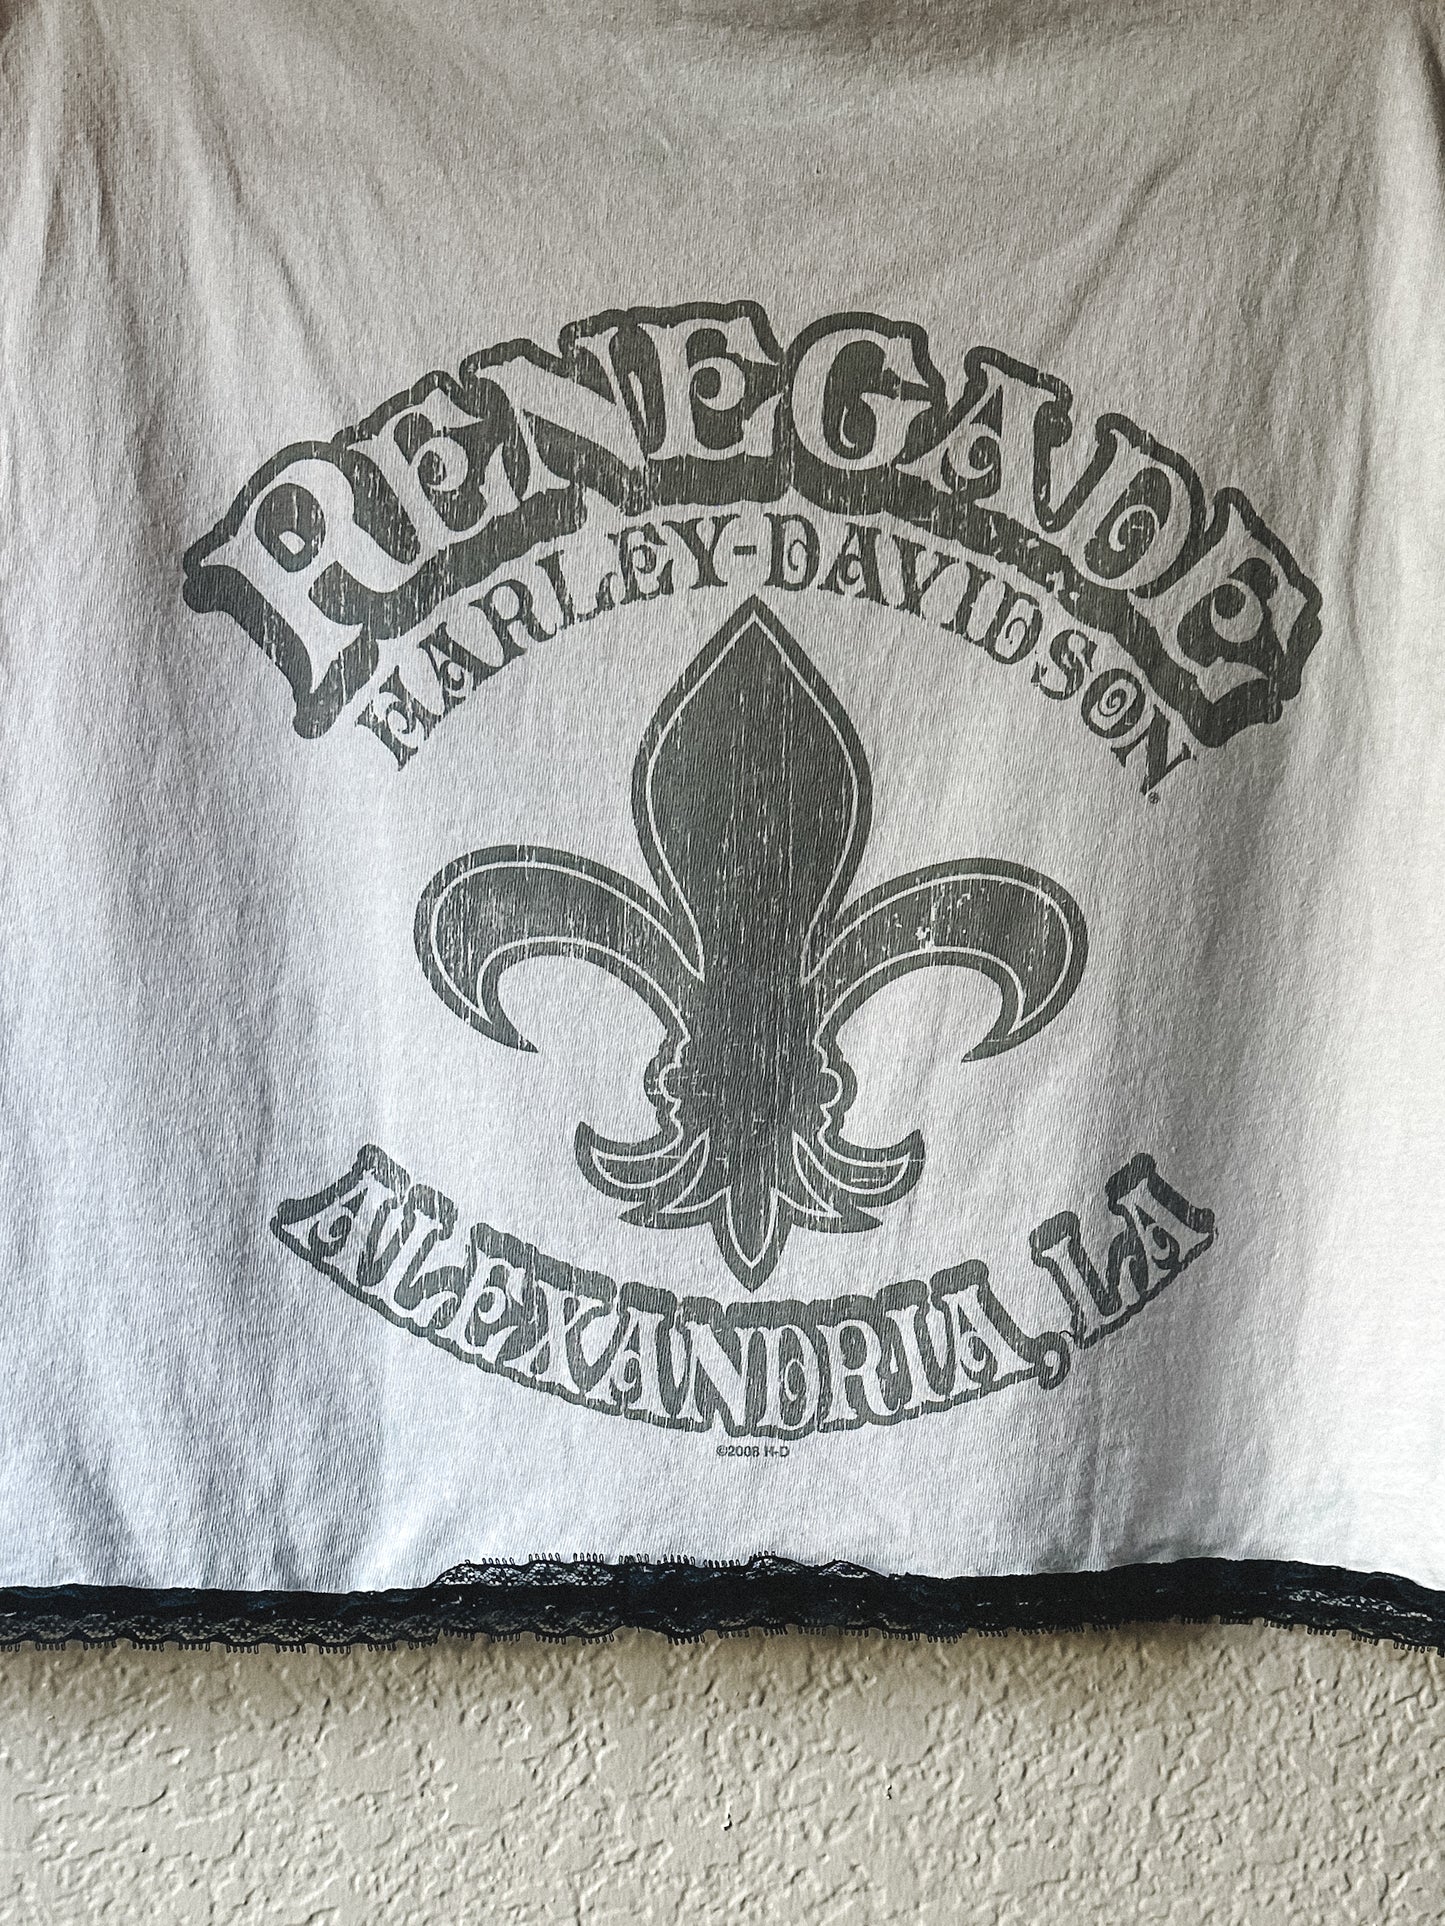 RENEGADE
HARLEY-DAVIDSON®
ALEXANDRIA, LA
©2008 H-D